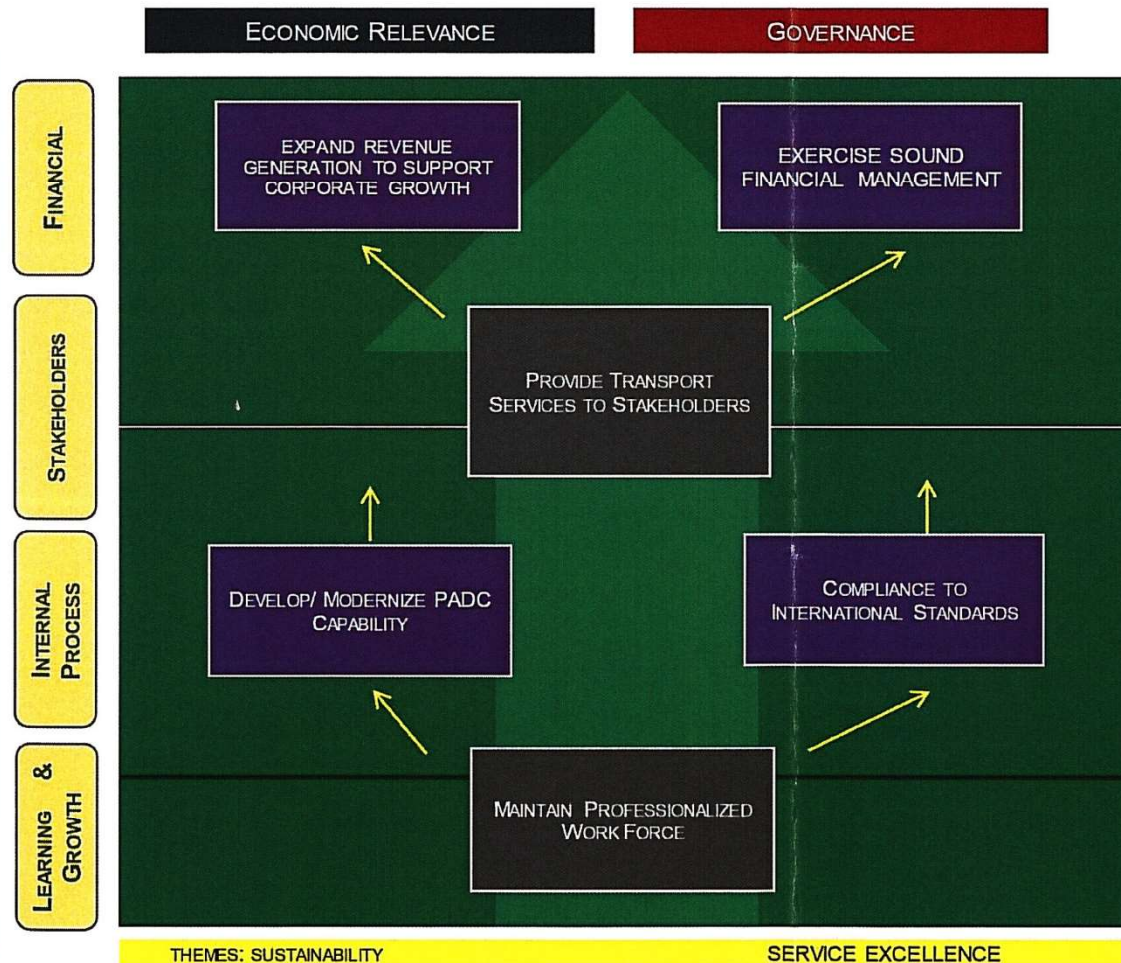 ECONOMIC RELEVANCE
GOVERNANCE
FINANCIAL
EXPAND REVENUE
GENERATION TO SUPPORT
CORPORATE GROWTH
EXERCISE SOUND
FINANCIAL MANAGEMENT
STAKEHOLDERS
PROVIDE TRANSPORT
SERVICES TO STAKEHOLDERS
INTERNAL
PROCESS
DEVELOP/ MODERNIZE PADC
CAPABILITY
COMPLIANCE TO
INTERNATIONAL STANDARDS
LEARNING &
GROWTH
MAINTAIN PROFESSIONALIZED
WORK FORCE
THEMES: SUSTAINABILITY
SERVICE EXCELLENCE